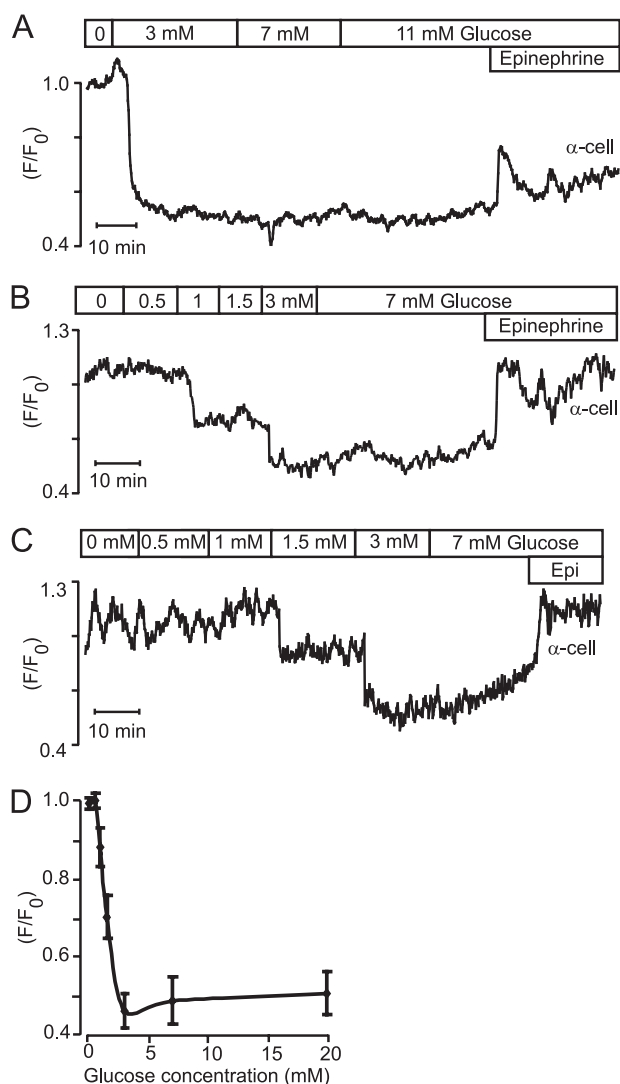 A
0 3 mM 7 mM 11 mM Glucose
Epinephrine
1.0
(F/F0)
α-cell
0.4
10 min
B
0 0.5 1 1.5 3 mM 7 mM Glucose
Epinephrine
1.3
(F/F0)
α-cell
10 min
0.4
C
0 mM 0.5 mM 1 mM 1.5 mM 3 mM 7 mM Glucose
Epi
1.3
(F/F0)
α-cell
10 min
0.4
D
1.0
0.8
(F/F0)
0.6
0.4
0 5 10 15 20
Glucose concentration (mM)